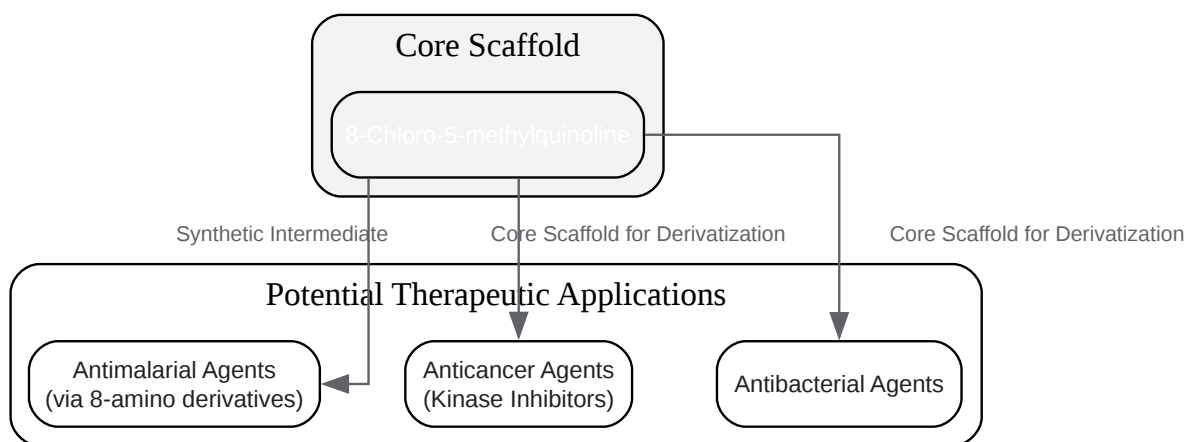 Core Scaffold
8-Chloro-5-methylquinoline
Synthetic Intermediate
Core Scaffold for Derivatization
Core Scaffold for Derivatization
Potential Therapeutic Applications
Antimalarial Agents
(via 8-amino derivatives)
Anticancer Agents
(Kinase Inhibitors)
Antibacterial Agents